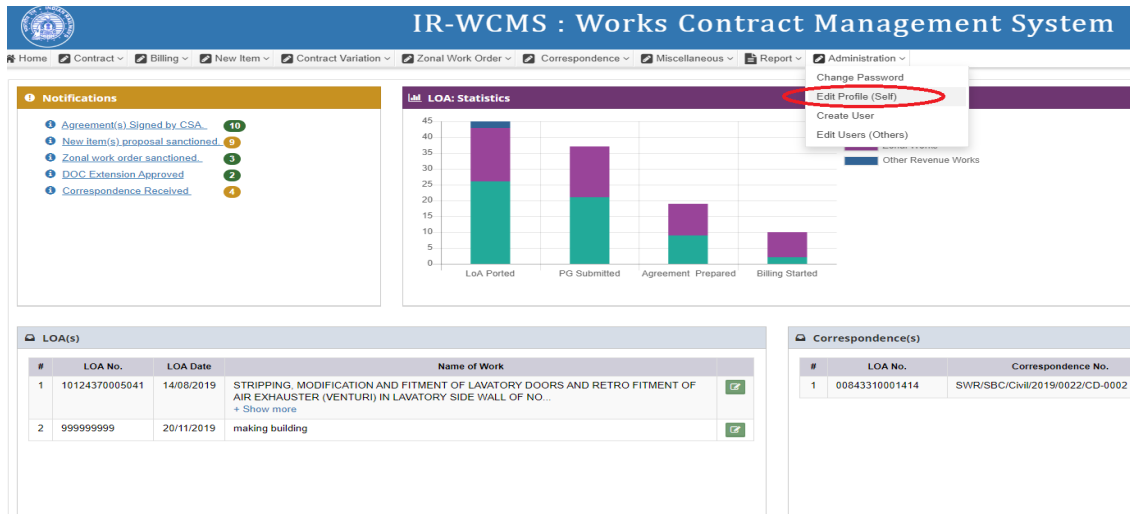 IR-WCMS : Works Contract Management System
Home Contract Billing New Item Contract Variation Zonal Work Order Correspondence Miscellaneous Report Administration
Change Password
Edit Profile (Self)
Create User
Edit Users (Others)
Notifications
Agreement(s) Signed by CSA. 10
New item(s) proposal sanctioned. 9
Zonal work order sanctioned. 3
DOC Extension Approved 2
Correspondence Received 4
LOA: Statistics
45
40
35
30
25
20
15
10
5
0
LoA Ported PG Submitted Agreement Prepared Billing Started
Other Revenue Works
LOA(s)
# LOA No. LOA Date Name of Work
1 10124370005041 14/08/2019 STRIPPING, MODIFICATION AND FITMENT OF LAVATORY DOORS AND RETRO FITMENT OF
AIR EXHAUSTER (VENTURI) IN LAVATORY SIDE WALL OF NO...
+ Show more
2 999999999 20/11/2019 making building
Correspondence(s)
# LOA No. Correspondence No.
1 00843310001414 SWR/SBC/Civil/2019/0022/CD-0002